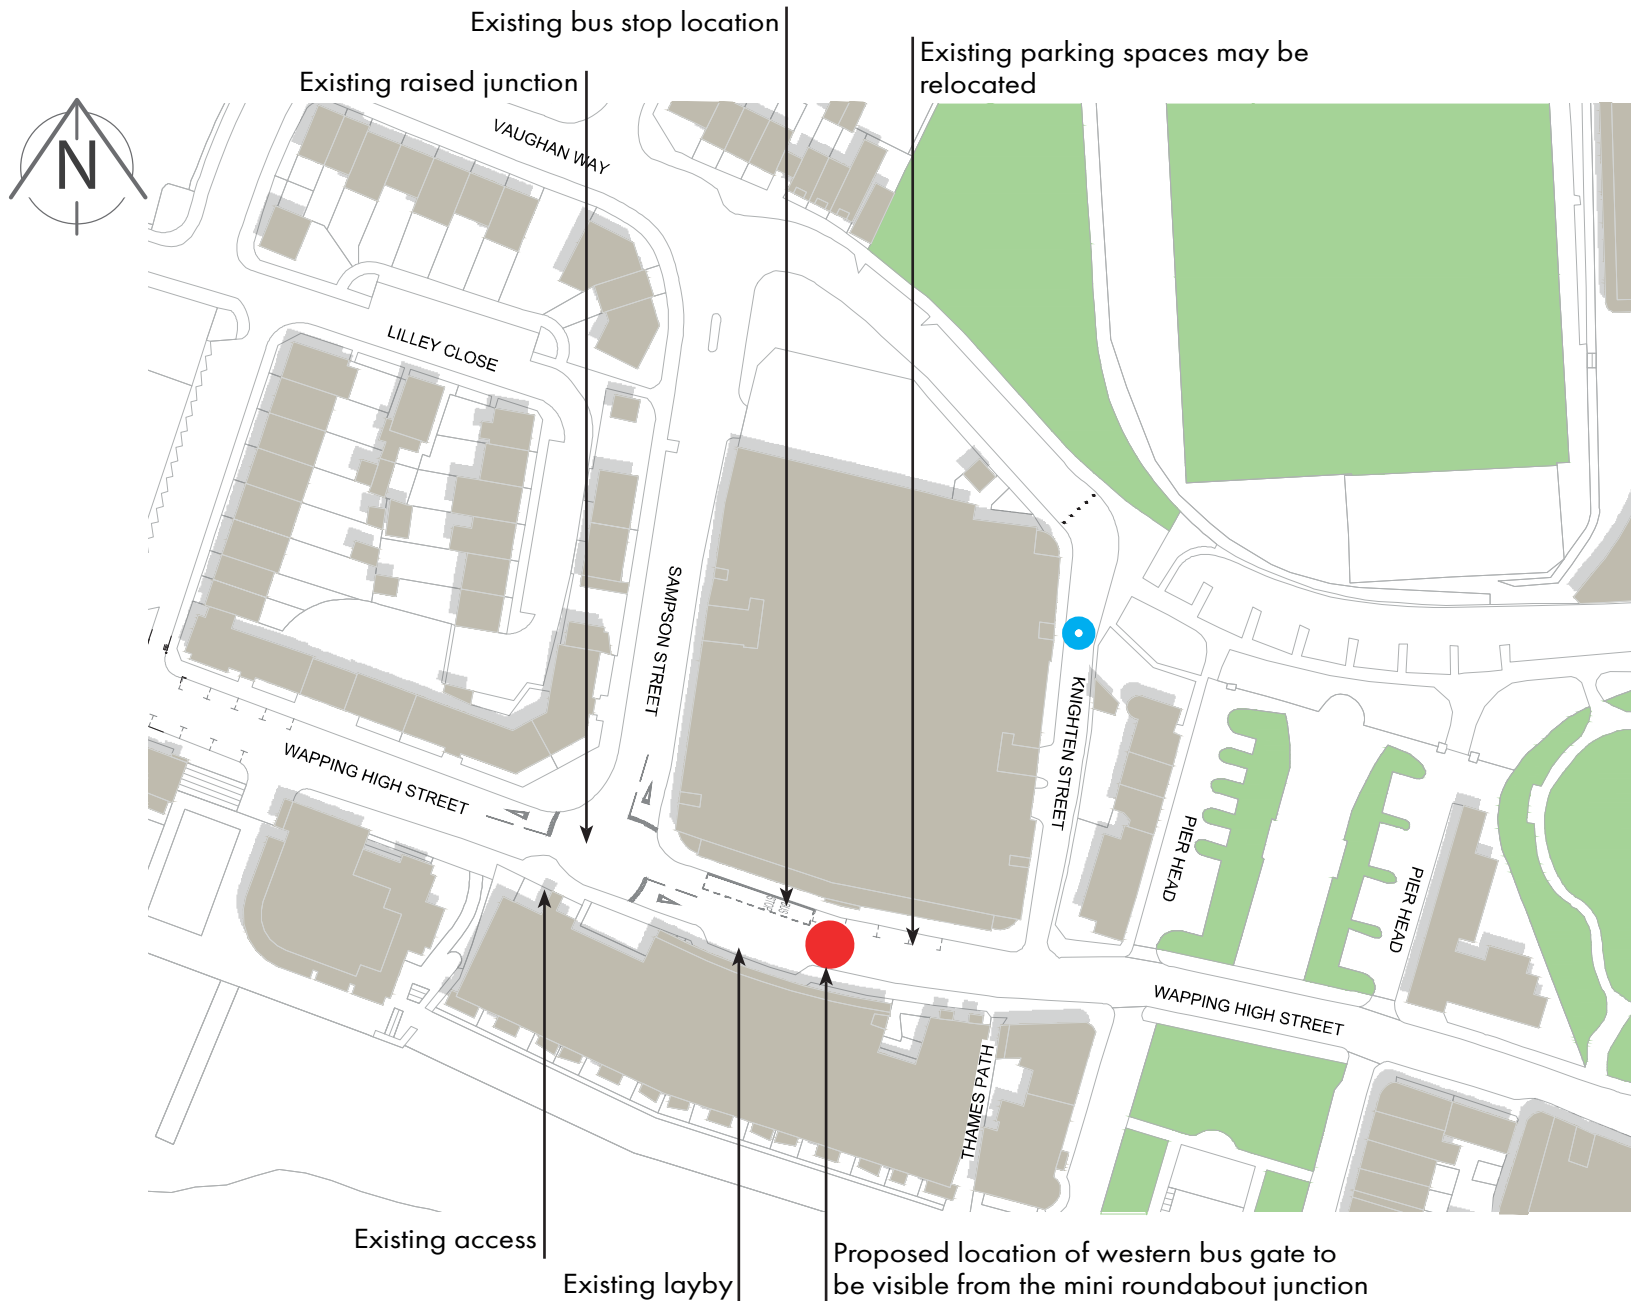 Existing bus stop location
Existing parking spaces may be
relocated
Existing raised junction
N
VAUGHAN WAY
LILLEY CLOSE
SAMPSON STREET
KNIGHTEN STREET
WAPPING HIGH STREET
PIER HEAD
PIER HEAD
WAPPING HIGH STREET
THAMES PATH
Existing access
Existing layby
Proposed location of western bus gate to
be visible from the mini roundabout junction